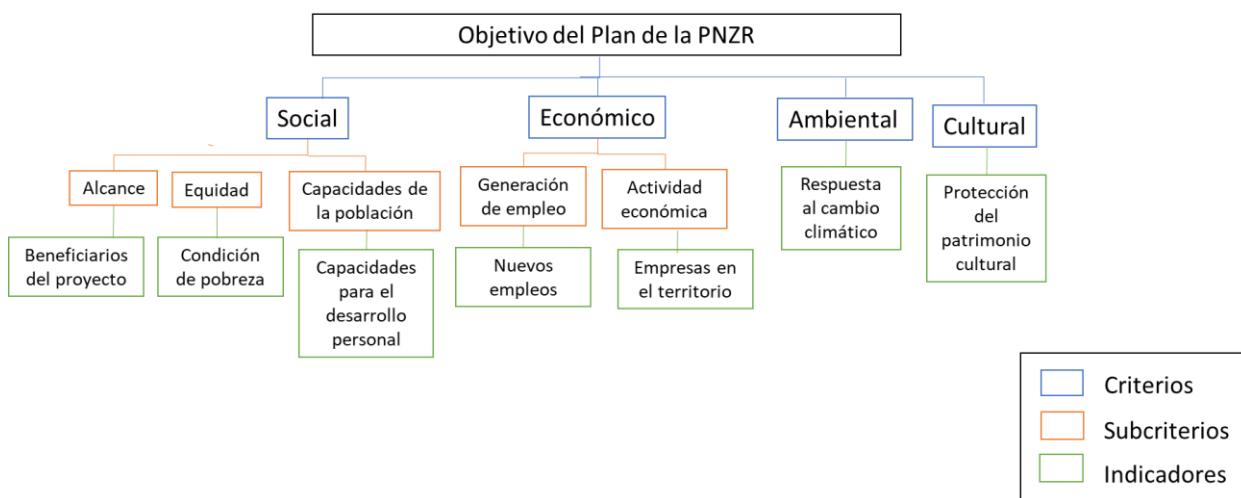 Objetivo del Plan de la PNZR
Social
Económico
Ambiental
Cultural
Alcance
Equidad
Capacidades de
la población
Generación
de empleo
Actividad
económica
Respuesta
al cambio
climático
Protección
del
patrimonio
cultural
Beneficiarios
del proyecto
Condición
de pobreza
Capacidades
para el
desarrollo
personal
Nuevos
empleos
Empresas en
el territorio
Criterios
Subcriterios
Indicadores